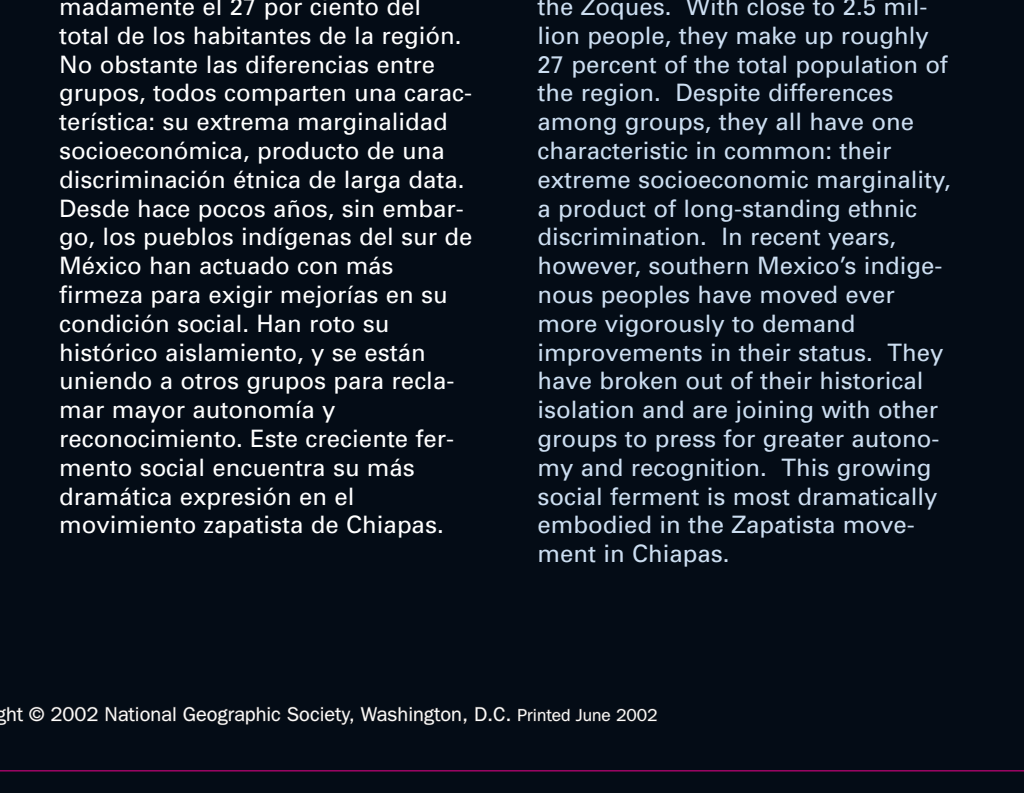 madamente el 27 por ciento del
total de los habitantes de la región.
No obstante las diferencias entre
grupos, todos comparten una carac-
terística: su extrema marginalidad
socioeconómica, producto de una
discriminación étnica de larga data.
Desde hace pocos años, sin embar-
go, los pueblos indígenas del sur de
México han actuado con más
firmeza para exigir mejorías en su
condición social. Han roto su
histórico aislamiento, y se están
uniendo a otros grupos para recla-
mar mayor autonomía y
reconocimiento. Este creciente fer-
mento social encuentra su más
dramática expresión en el
movimiento zapatista de Chiapas.
the Zoques.  With close to 2.5 mil-
lion people, they make up roughly
27 percent of the total population of
the region.  Despite differences
among groups, they all have one
characteristic in common: their
extreme socioeconomic marginality,
a product of long-standing ethnic
discrimination.  In recent years,
however, southern Mexico’s indige-
nous peoples have moved ever
more vigorously to demand
improvements in their status.  They
have broken out of their historical
isolation and are joining with other
groups to press for greater autono-
my and recognition.  This growing
social ferment is most dramatically
embodied in the Zapatista move-
ment in Chiapas.
ght © 2002 National Geographic Society, Washington, D.C. Printed June 2002